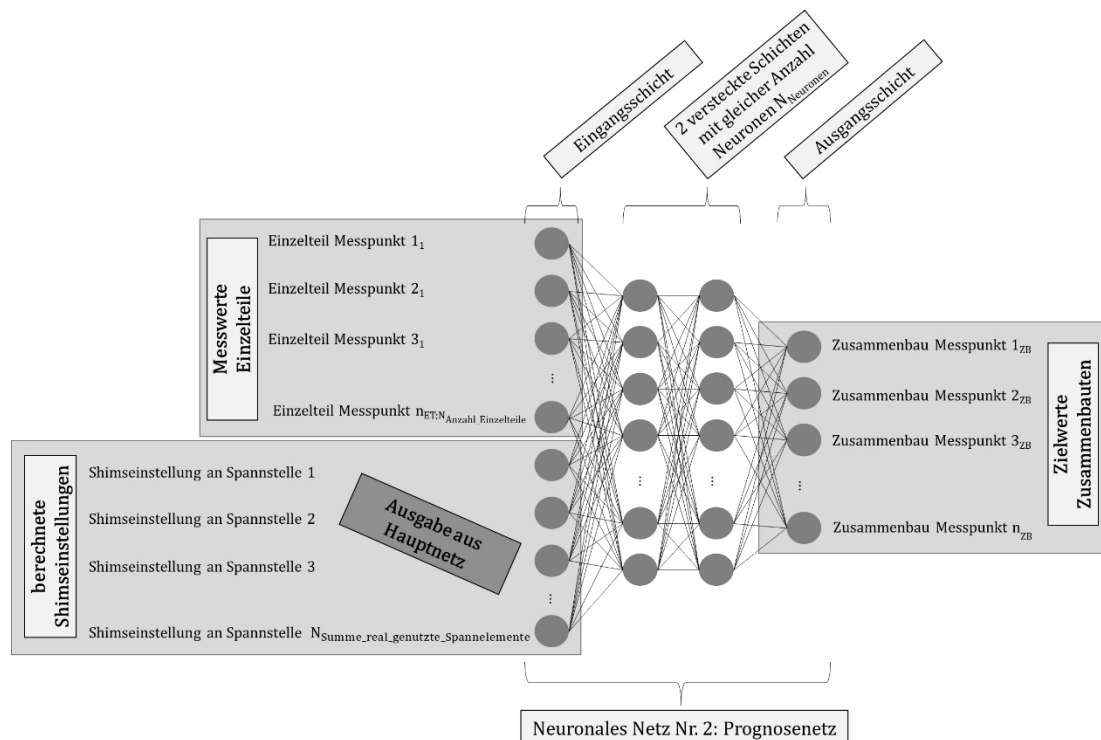 Eingangsschicht
2 versteckte Schichten
mit gleicher Anzahl
Neuronen N_Neuronen
Ausgangsschicht
Messwerte
Einzelteile
Einzelteil Messpunkt 1_1
Einzelteil Messpunkt 2_1
Einzelteil Messpunkt 3_1
...
Einzelteil Messpunkt n_ET;N_Anzahl_Einzelteile
berechnete
Shimseinstellungen
Shimseinstellung an Spannstelle 1
Shimseinstellung an Spannstelle 2
Shimseinstellung an Spannstelle 3
...
Shimseinstellung an Spannstelle N_Summe_real_genutzte_Spannelemente
Ausgabe aus
Hauptnetz
...
...
Zusammenbau Messpunkt 1_ZB
Zusammenbau Messpunkt 2_ZB
Zusammenbau Messpunkt 3_ZB
...
Zusammenbau Messpunkt n_ZB
Zielwerte
Zusammenbauten
Neuronales Netz Nr. 2: Prognosenetz